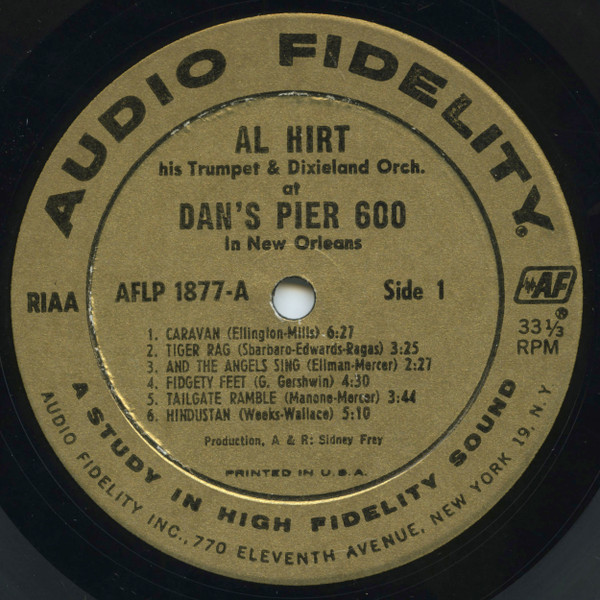 AUDIO FIDELITY®
AL HIRT
his Trumpet & Dixieland Orch.
at
DAN'S PIER 600
In New Orleans
RIAA
AFLP 1877-A
Side 1
AF®
33 1/3
RPM
1. CARAVAN (Ellington-Mills) 6:27
2. TIGER RAG (Sbarbaro-Edwards-Ragas) 3:25
3. AND THE ANGELS SING (Ellman-Mercer) 2:27
4. FIDGETY FEET (G. Gershwin) 4:30
5. TAILGATE RAMBLE (Manone-Mercer) 3:44
6. HINDUSTAN (Weeks-Wallace) 5:10
Production, A & R: Sidney Frey
PRINTED IN U.S.A.
A STUDY IN HIGH FIDELITY SOUND
AUDIO FIDELITY INC., 770 ELEVENTH AVENUE, NEW YORK 19, N.Y.